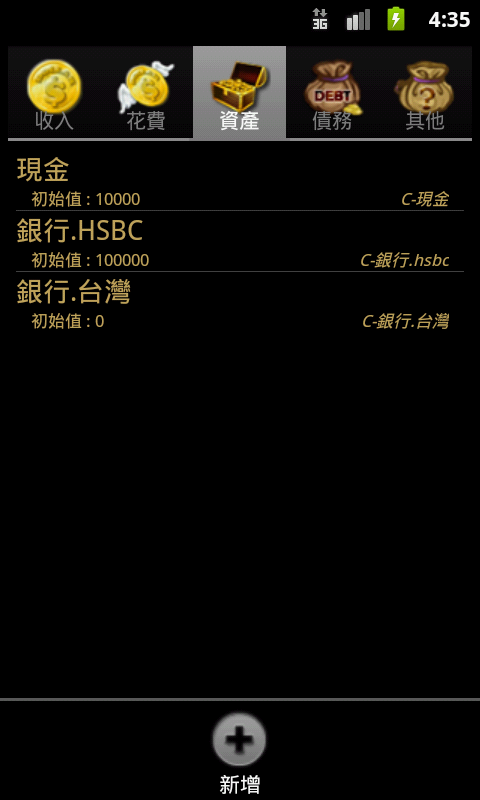 3G 4:35
收入 花費 資產 債務 其他
DEBT
現金
初始值 : 10000 C-現金
銀行.HSBC
初始值 : 100000 C-銀行.hsbc
銀行.台灣
初始值 : 0 C-銀行.台灣
新增